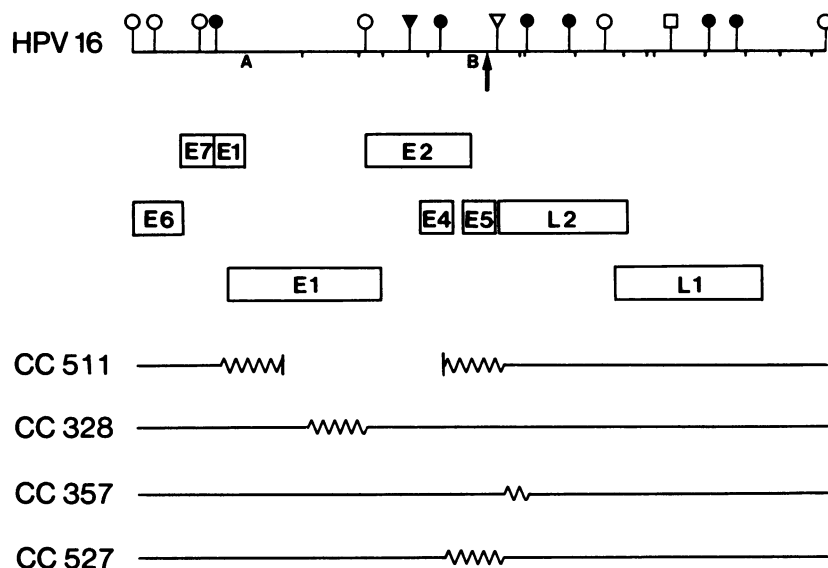 HPV 16
A B
E7 E1 E2
E6 E4 E5 L2
E1 L1
CC 511
CC 328
CC 357
CC 527